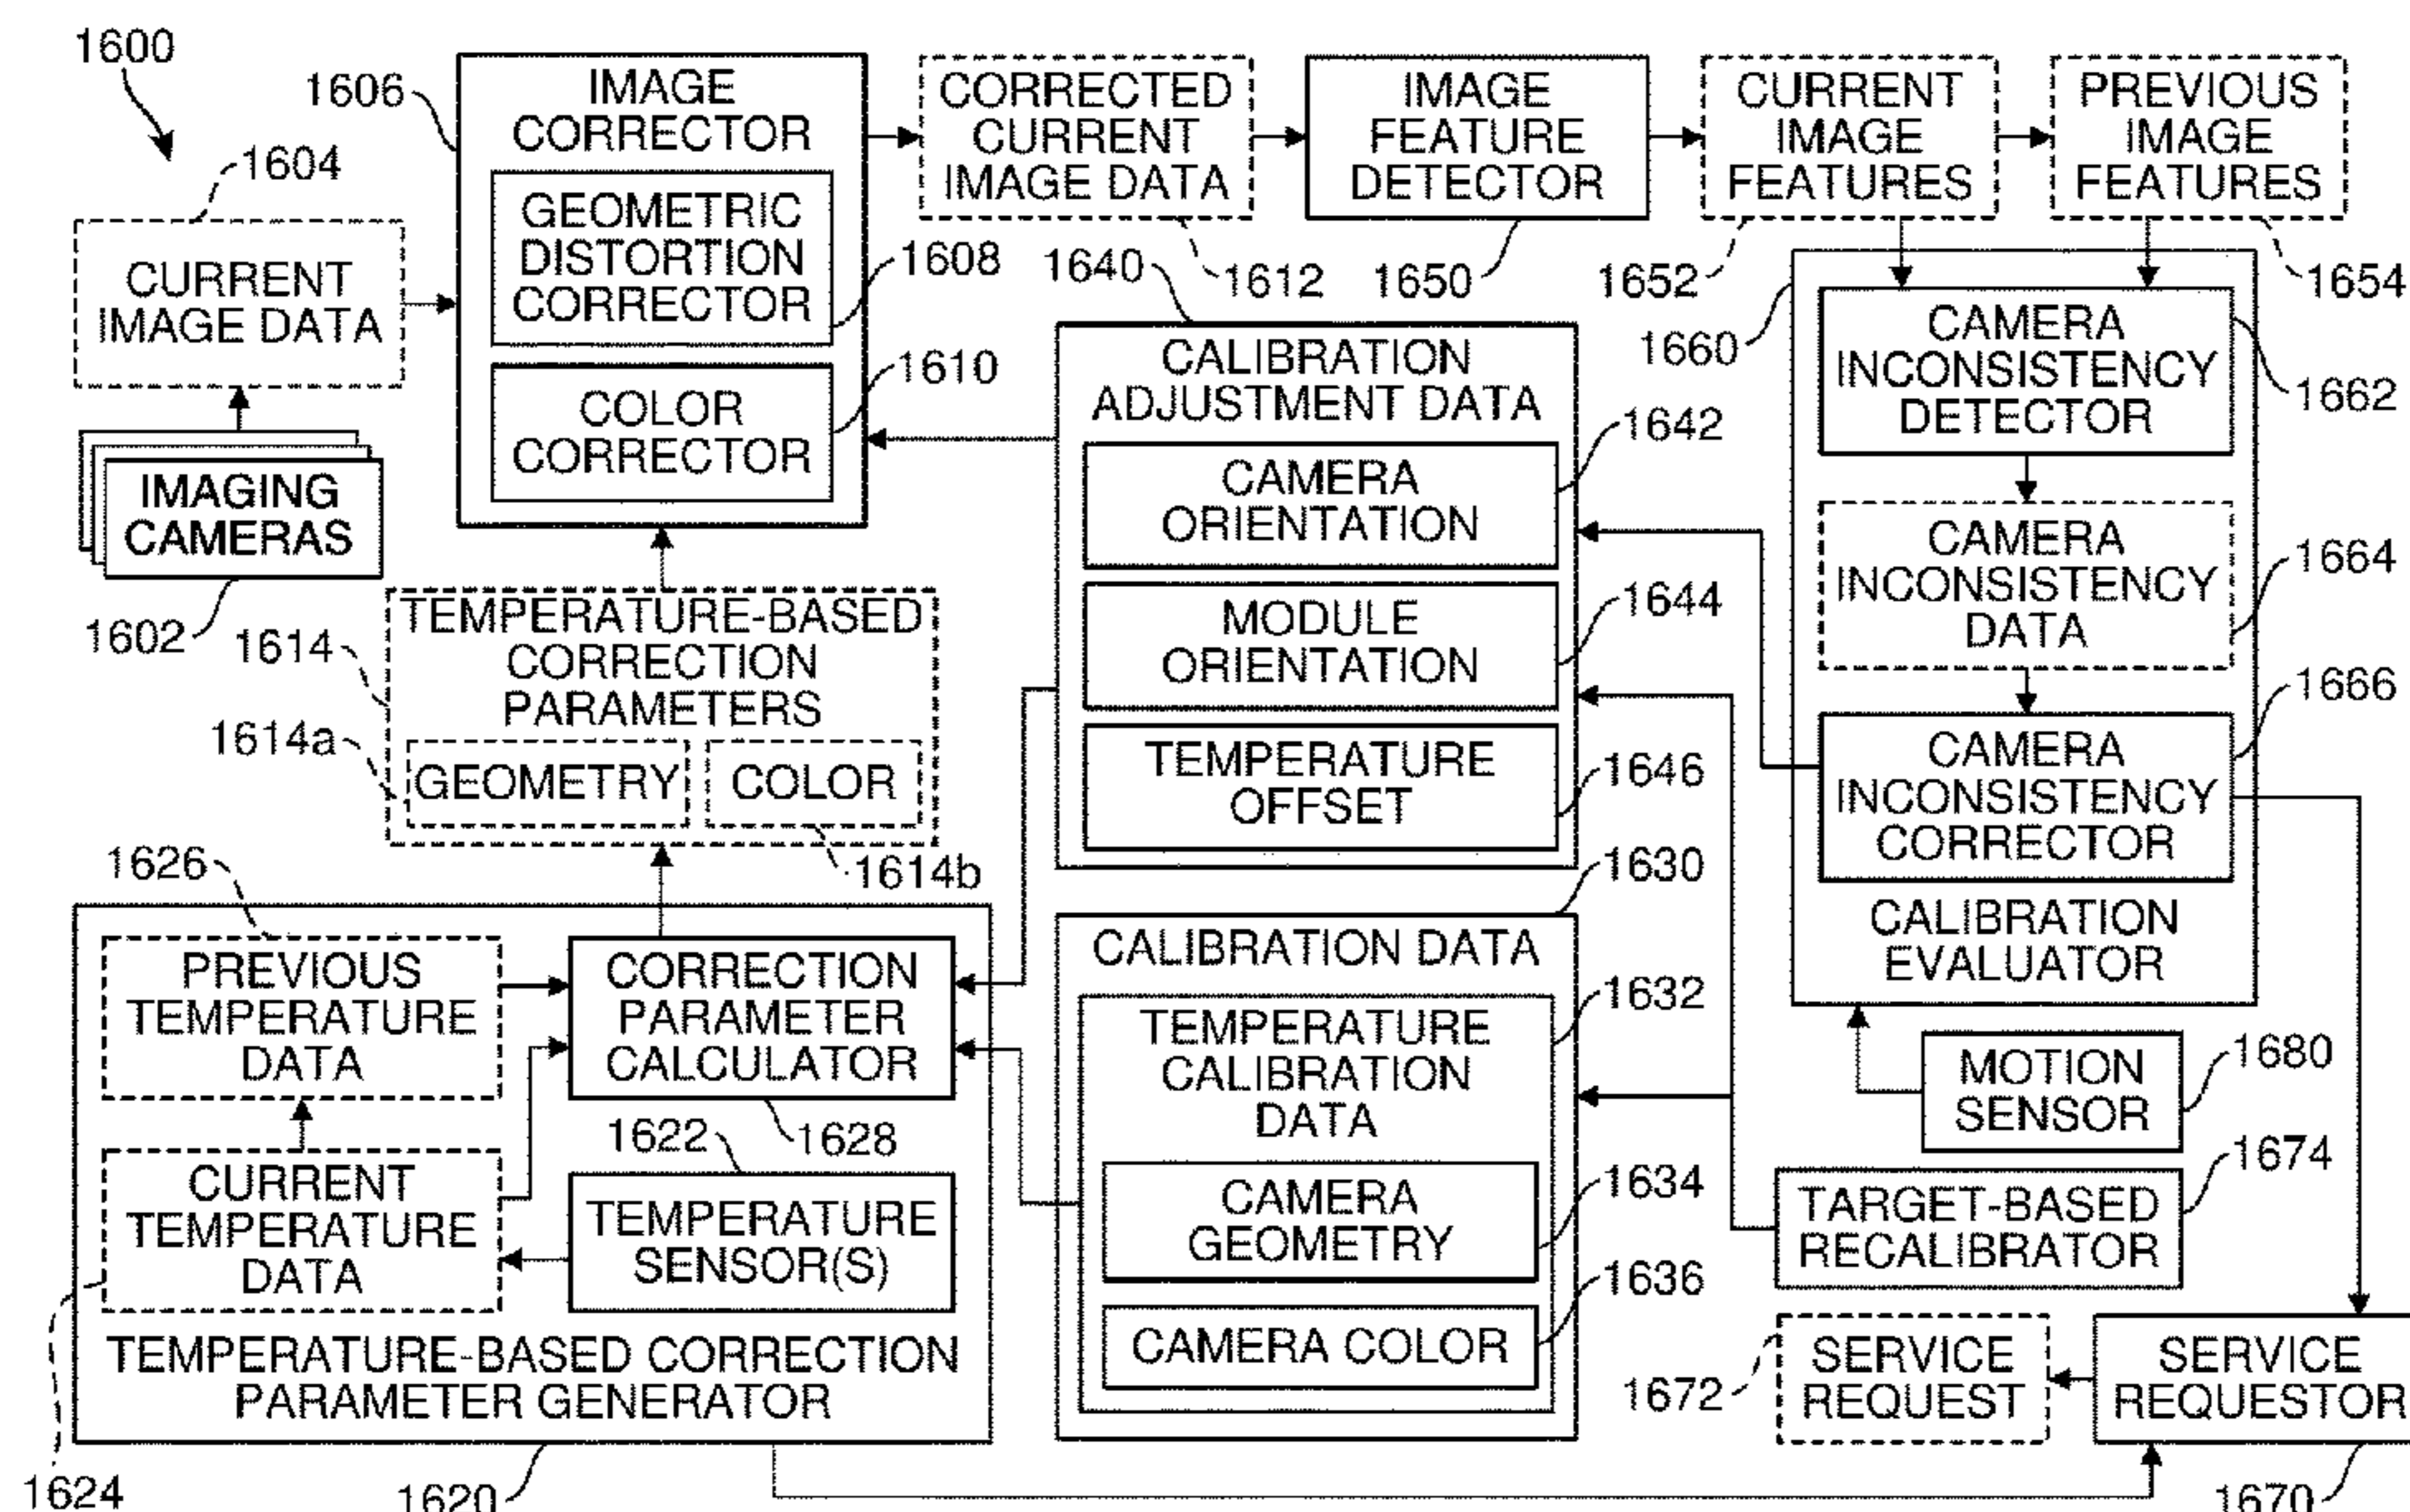 1600
1606
IMAGE
CORRECTOR
CORRECTED
CURRENT
IMAGE DATA
IMAGE
FEATURE
DETECTOR
CURRENT
IMAGE
FEATURES
PREVIOUS
IMAGE
FEATURES
1604
GEOMETRIC
DISTORTION
CORRECTOR
1608
1640
1612
1650
1652
1654
CURRENT
IMAGE DATA
1660
CALIBRATION
ADJUSTMENT DATA
CAMERA
INCONSISTENCY
DETECTOR
1662
1610
COLOR
CORRECTOR
1642
CAMERA
ORIENTATION
IMAGING
CAMERAS
1602
CAMERA
INCONSISTENCY
DATA
1664
1644
MODULE
ORIENTATION
1614
TEMPERATURE-BASED
CORRECTION
PARAMETERS
1614a
GEOMETRY
COLOR
1614b
1666
TEMPERATURE
OFFSET
1646
CAMERA
INCONSISTENCY
CORRECTOR
1626
1630
CALIBRATION
EVALUATOR
PREVIOUS
TEMPERATURE
DATA
CORRECTION
PARAMETER
CALCULATOR
CALIBRATION DATA
1632
TEMPERATURE
CALIBRATION
DATA
MOTION
SENSOR
1680
1622
1628
1674
CURRENT
TEMPERATURE
DATA
TEMPERATURE
SENSOR(S)
CAMERA
GEOMETRY
1634
TARGET-BASED
RECALIBRATOR
1636
CAMERA COLOR
TEMPERATURE-BASED CORRECTION
PARAMETER GENERATOR
1672
SERVICE
REQUEST
SERVICE
REQUESTOR
1624
1620
1670